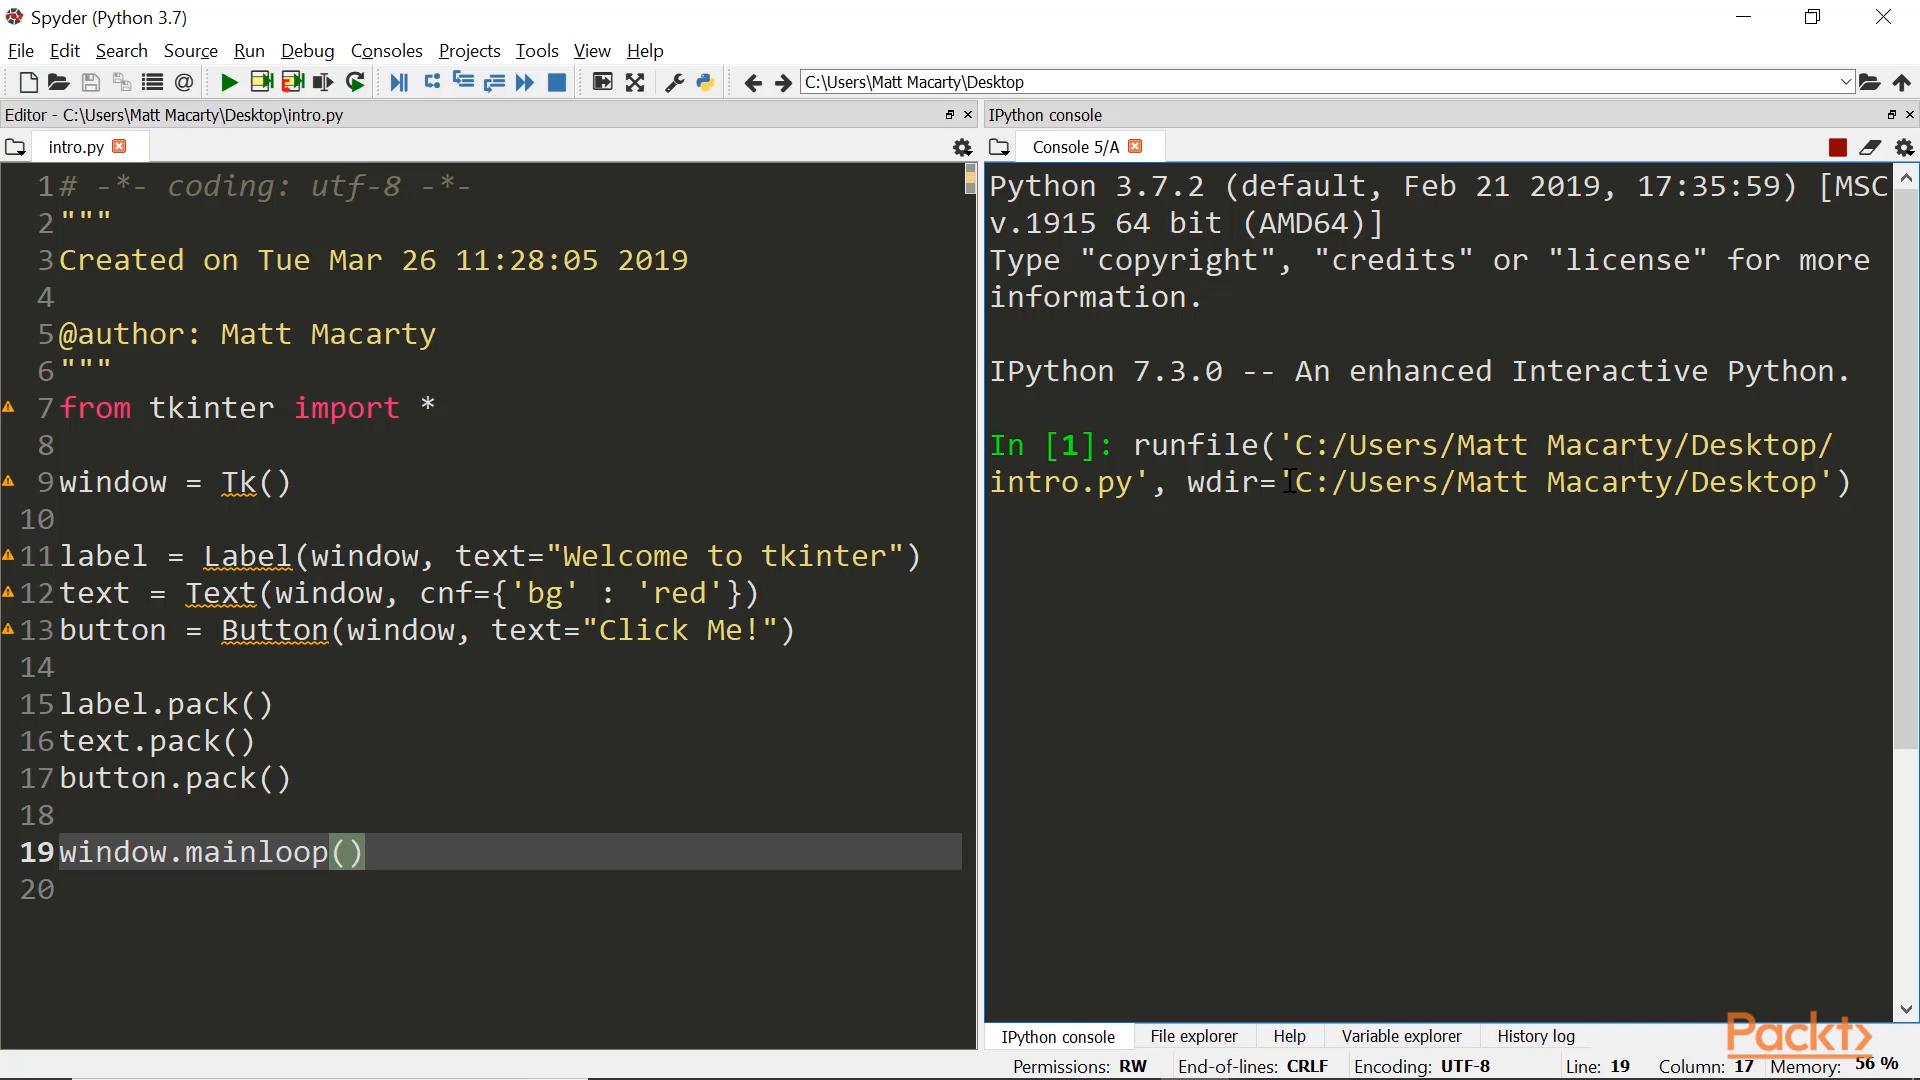 Spyder (Python 3.7)
File Edit Search Source Run Debug Consoles Projects Tools View Help
C:\Users\Matt Macarty\Desktop
Editor - C:\Users\Matt Macarty\Desktop\intro.py
intro.py
1 # -*- coding: utf-8 -*-
2 """
3 Created on Tue Mar 26 11:28:05 2019
4
5 @author: Matt Macarty
6 """
7 from tkinter import *
8
9 window = Tk()
10
11 label = Label(window, text="Welcome to tkinter")
12 text = Text(window, cnf={'bg' : 'red'})
13 button = Button(window, text="Click Me!")
14
15 label.pack()
16 text.pack()
17 button.pack()
18
19 window.mainloop()
20
IPython console
Console 5/A
Python 3.7.2 (default, Feb 21 2019, 17:35:59) [MSC
v.1915 64 bit (AMD64)]
Type "copyright", "credits" or "license" for more
information.
IPython 7.3.0 -- An enhanced Interactive Python.
In [1]: runfile('C:/Users/Matt Macarty/Desktop/
intro.py', wdir='C:/Users/Matt Macarty/Desktop')
IPython console File explorer Help Variable explorer History log
Packt>
Permissions: RW End-of-lines: CRLF Encoding: UTF-8 Line: 19 Column: 17 Memory: 56 %